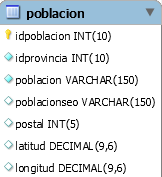 poblacion
idpoblacion INT(10)
idprovincia INT(10)
poblacion VARCHAR(150)
poblacionseo VARCHAR(150)
postal INT(5)
latitud DECIMAL(9,6)
longitud DECIMAL(9,6)